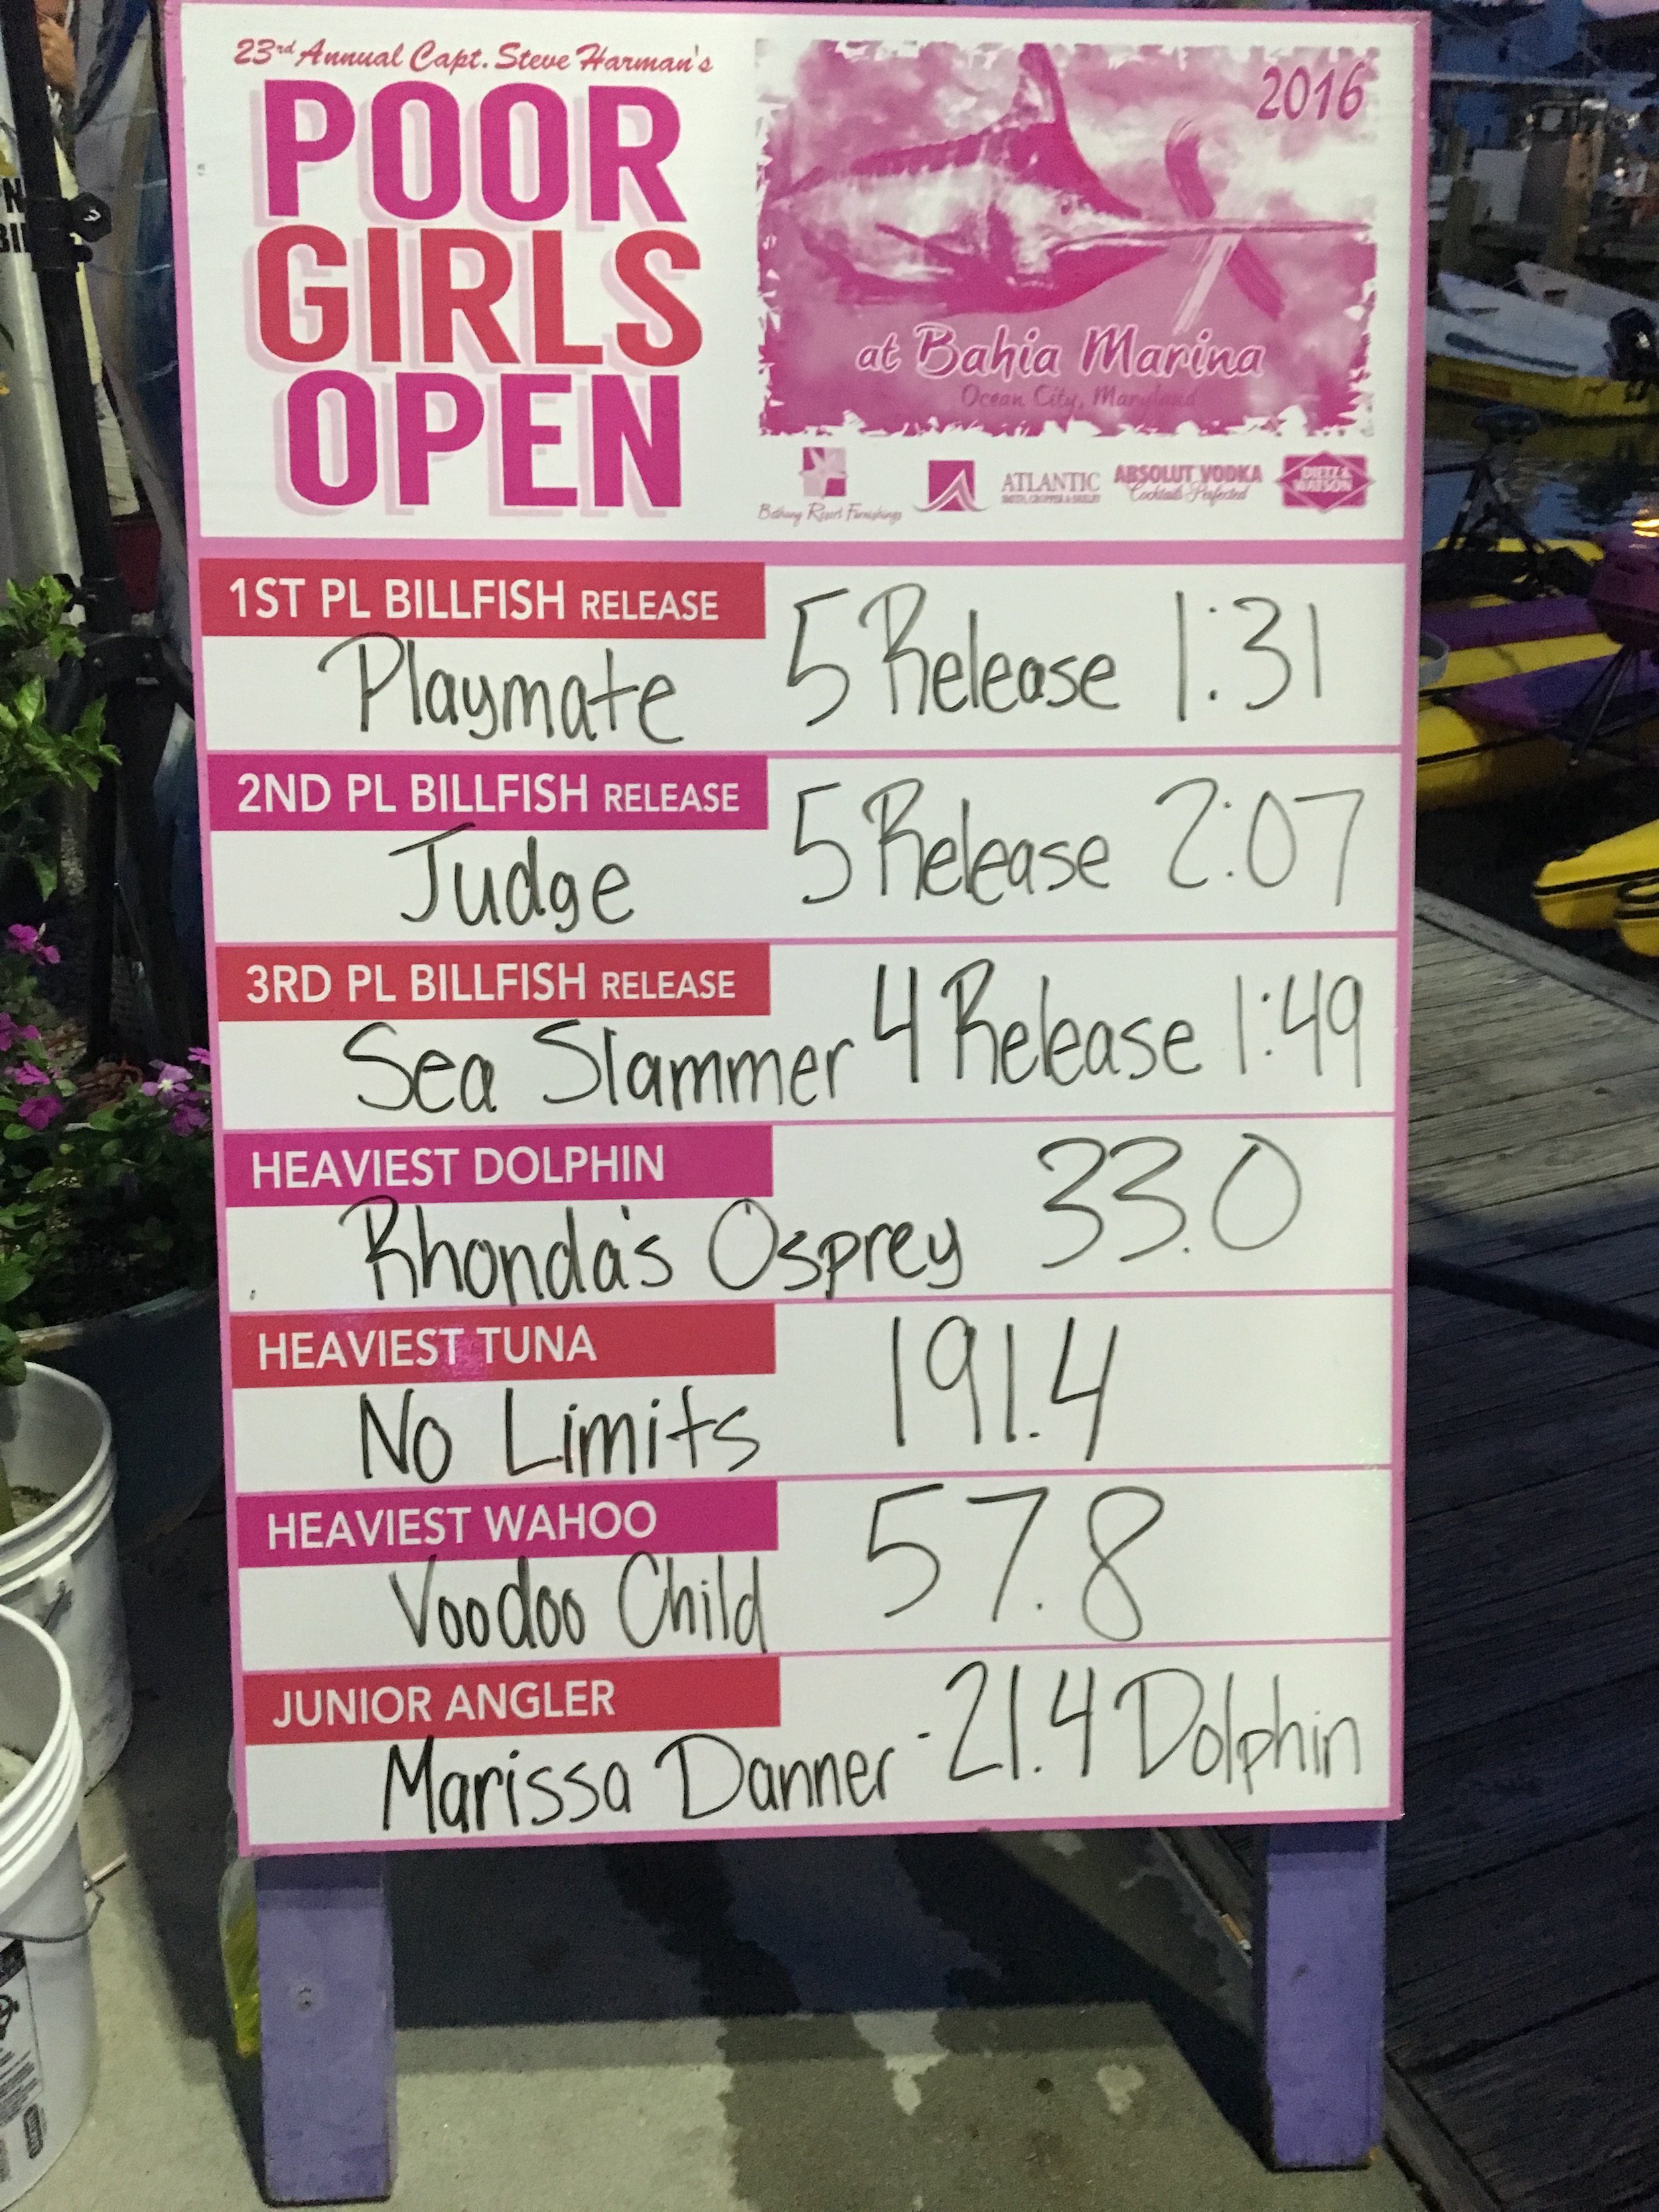 23rd Annual Capt. Steve Harman's
POOR
GIRLS
OPEN
2016
at Bahia Marina
Ocean City, Maryland
Bethany Resort Furnishings
ATLANTIC
ABSOLUT VODKA
Cocktails Perfected
DIETZ & WATSON
1ST PL BILLFISH RELEASE
Playmate 5 Release 1:31
2ND PL BILLFISH RELEASE
Judge 5 Release 2:07
3RD PL BILLFISH RELEASE
Sea Slammer 4 Release 1:49
HEAVIEST DOLPHIN
Rhonda's Osprey 33.0
HEAVIEST TUNA
No Limits 191.4
HEAVIEST WAHOO
Voodoo Child 57.8
JUNIOR ANGLER
Marissa Danner - 21.4 Dolphin